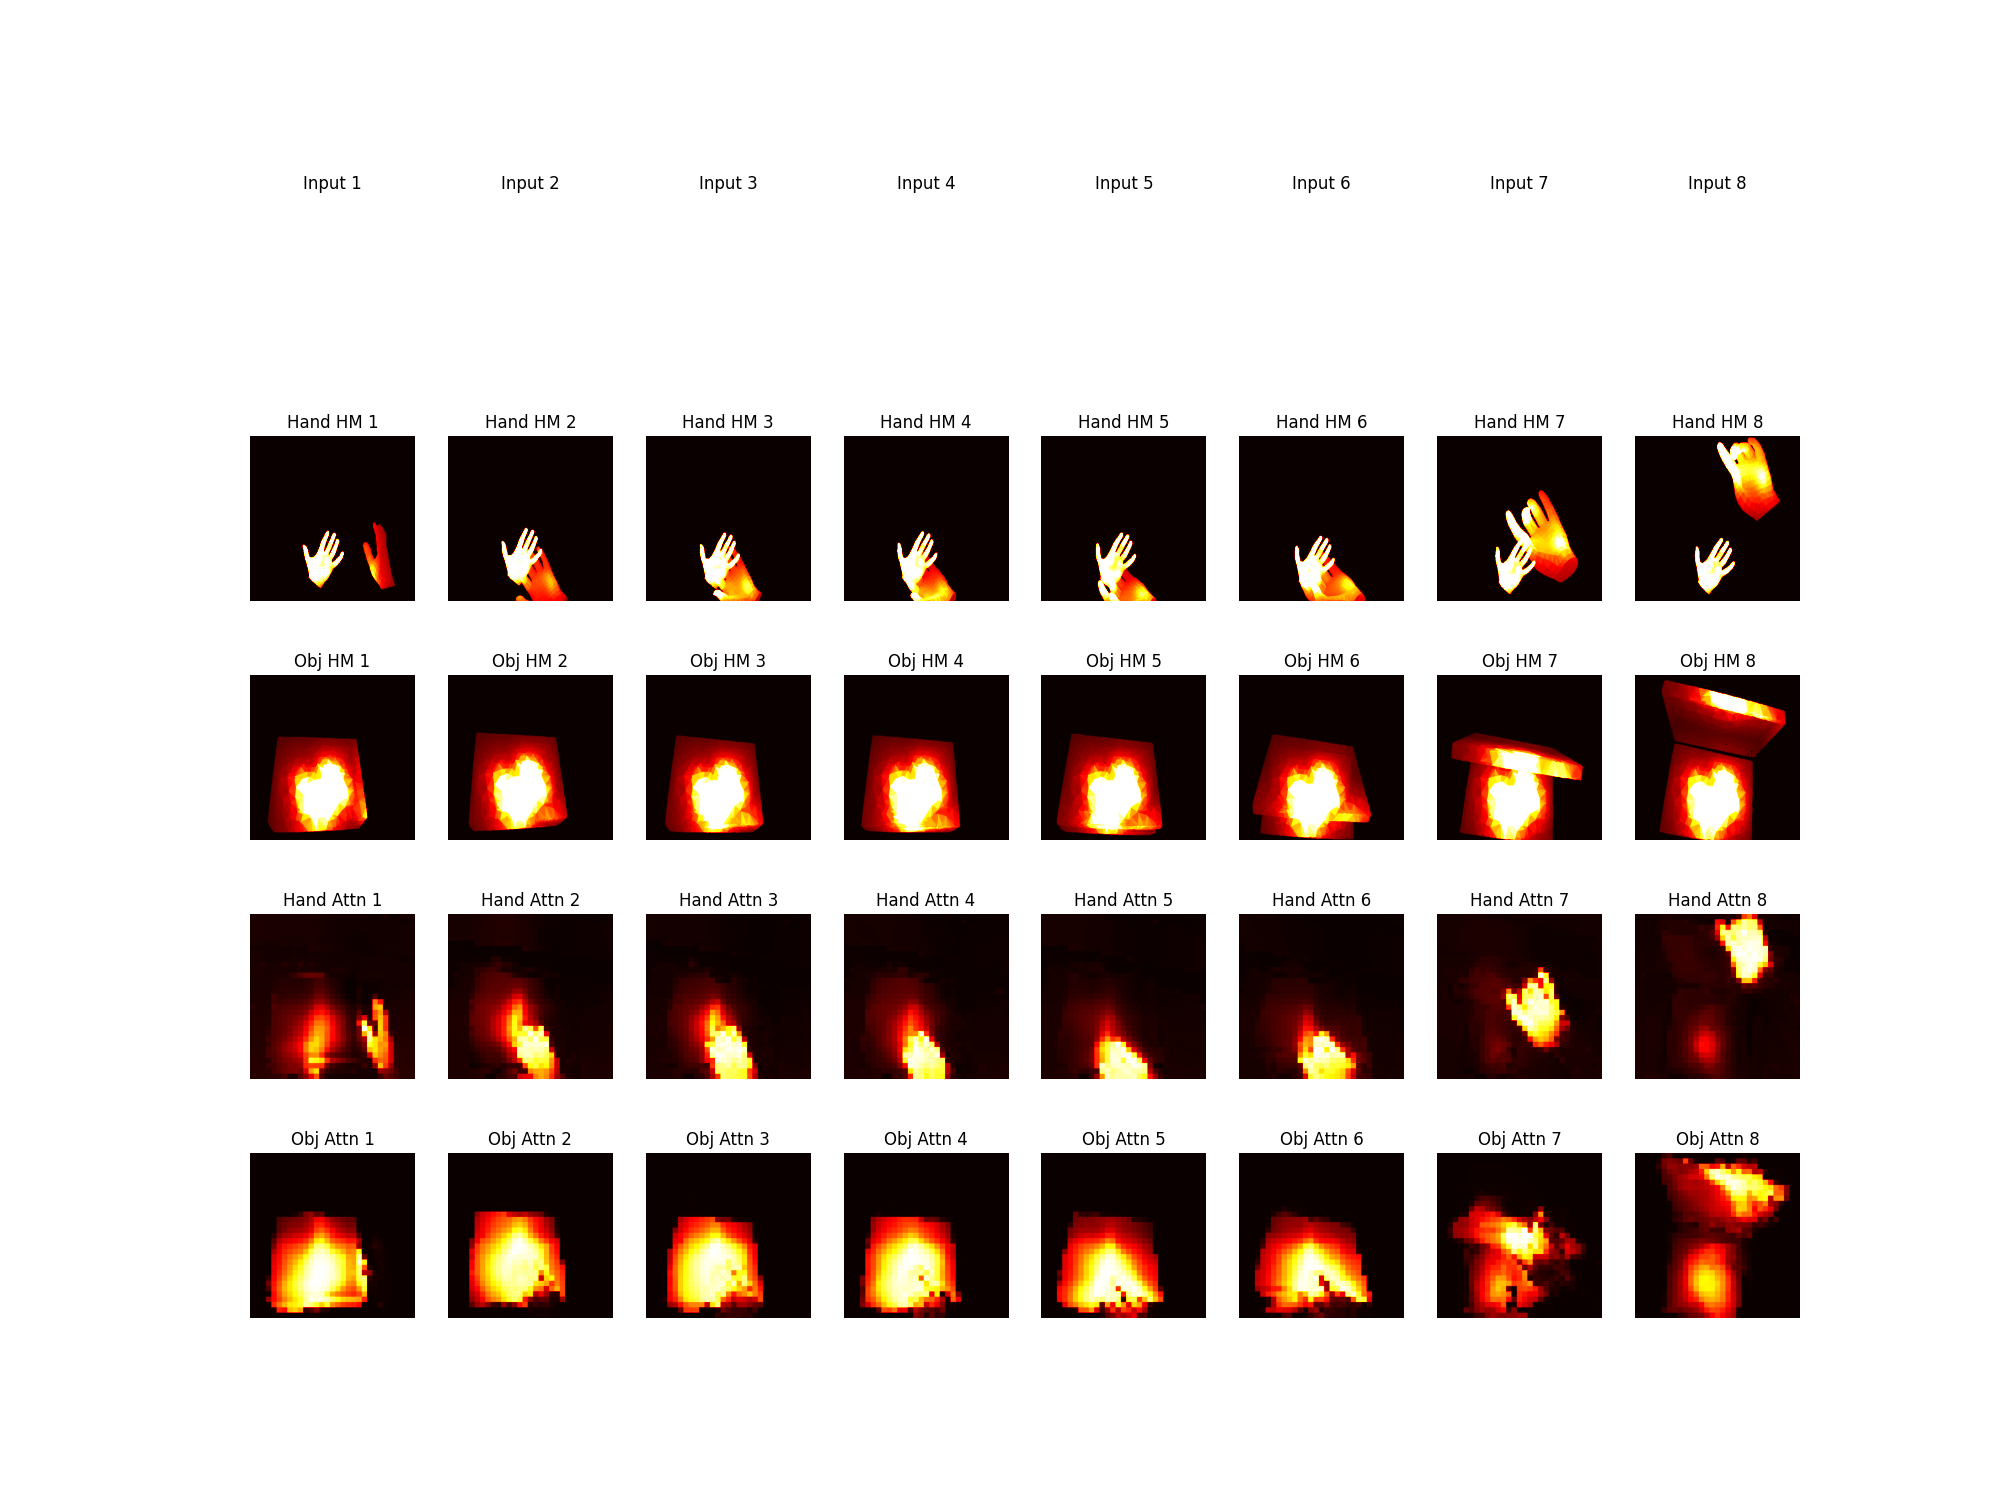 Input 1 Input 2 Input 3 Input 4 Input 5 Input 6 Input 7 Input 8
Hand HM 1 Hand HM 2 Hand HM 3 Hand HM 4 Hand HM 5 Hand HM 6 Hand HM 7 Hand HM 8
Obj HM 1 Obj HM 2 Obj HM 3 Obj HM 4 Obj HM 5 Obj HM 6 Obj HM 7 Obj HM 8
Hand Attn 1 Hand Attn 2 Hand Attn 3 Hand Attn 4 Hand Attn 5 Hand Attn 6 Hand Attn 7 Hand Attn 8
Obj Attn 1 Obj Attn 2 Obj Attn 3 Obj Attn 4 Obj Attn 5 Obj Attn 6 Obj Attn 7 Obj Attn 8